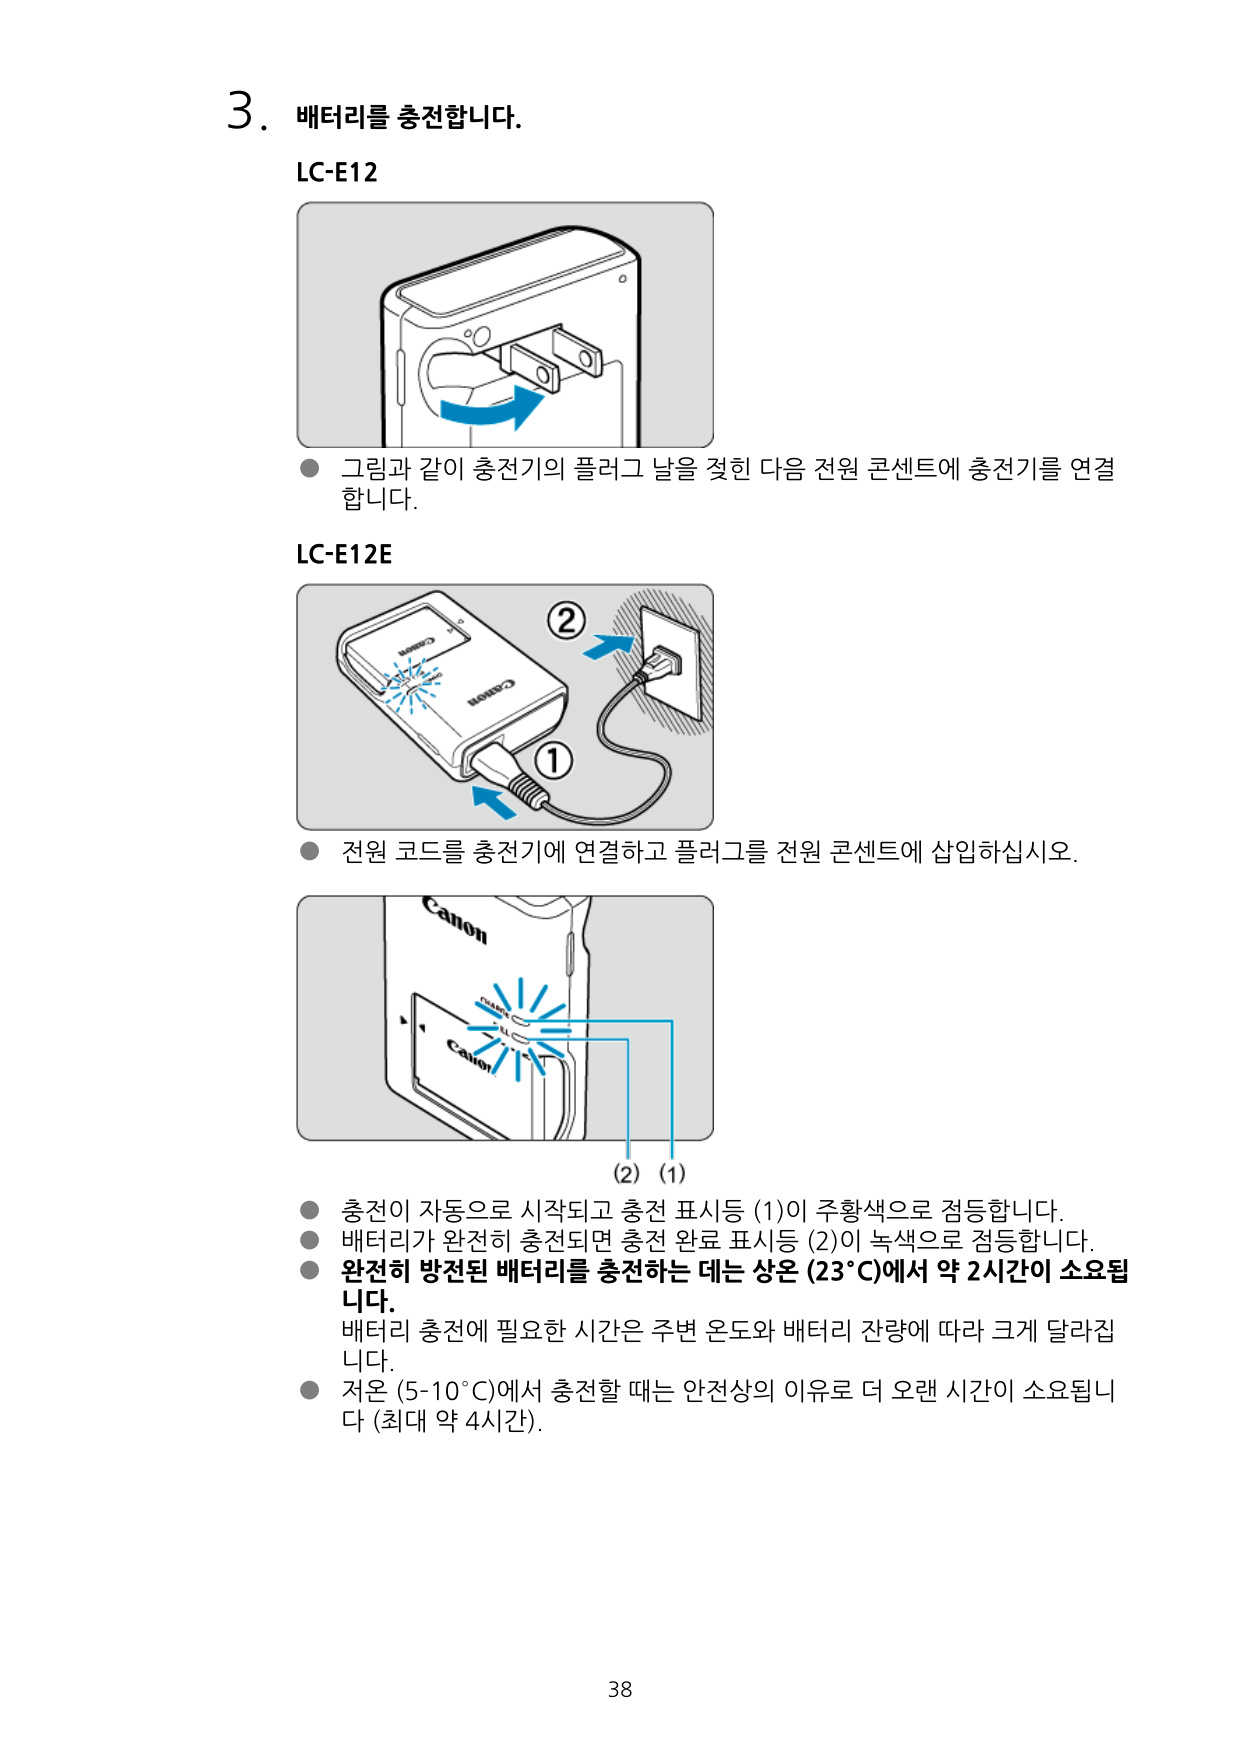 3. 배터리를 충전합니다.
LC-E12
● 그림과 같이 충전기의 플러그 날을 젖힌 다음 전원 콘센트에 충전기를 연결
합니다.
LC-E12E
Canon
Canon
②
①
● 전원 코드를 충전기에 연결하고 플러그를 전원 콘센트에 삽입하십시오.
Canon
CHARGE
Canon
(2) (1)
● 충전이 자동으로 시작되고 충전 표시등 (1)이 주황색으로 점등합니다.
● 배터리가 완전히 충전되면 충전 완료 표시등 (2)이 녹색으로 점등합니다.
● 완전히 방전된 배터리를 충전하는 데는 상온 (23°C)에서 약 2시간이 소요됩
니다.
배터리 충전에 필요한 시간은 주변 온도와 배터리 잔량에 따라 크게 달라집
니다.
● 저온 (5-10°C)에서 충전할 때는 안전상의 이유로 더 오랜 시간이 소요됩니
다 (최대 약 4시간).
38